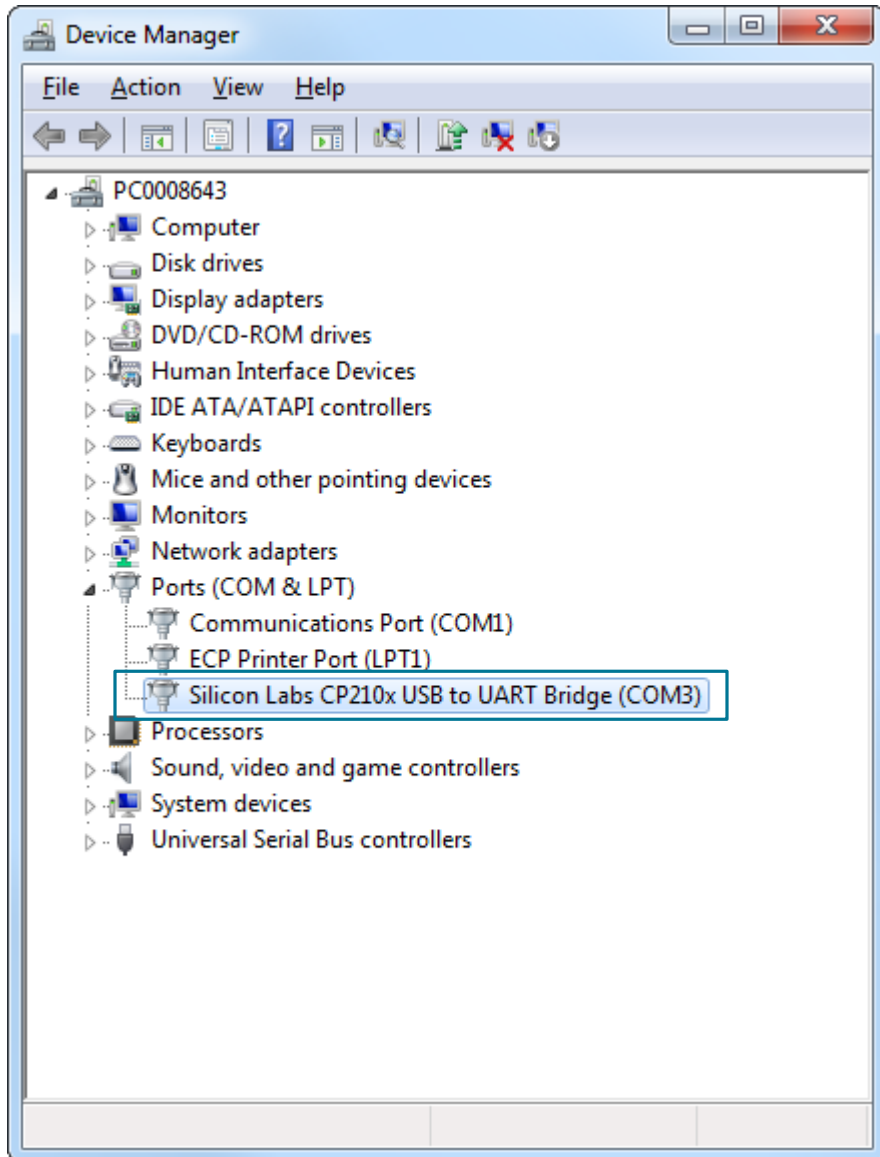 Device Manager
File Action View Help
PC0008643
Computer
Disk drives
Display adapters
DVD/CD-ROM drives
Human Interface Devices
IDE ATA/ATAPI controllers
Keyboards
Mice and other pointing devices
Monitors
Network adapters
Ports (COM & LPT)
Communications Port (COM1)
ECP Printer Port (LPT1)
Silicon Labs CP210x USB to UART Bridge (COM3)
Processors
Sound, video and game controllers
System devices
Universal Serial Bus controllers